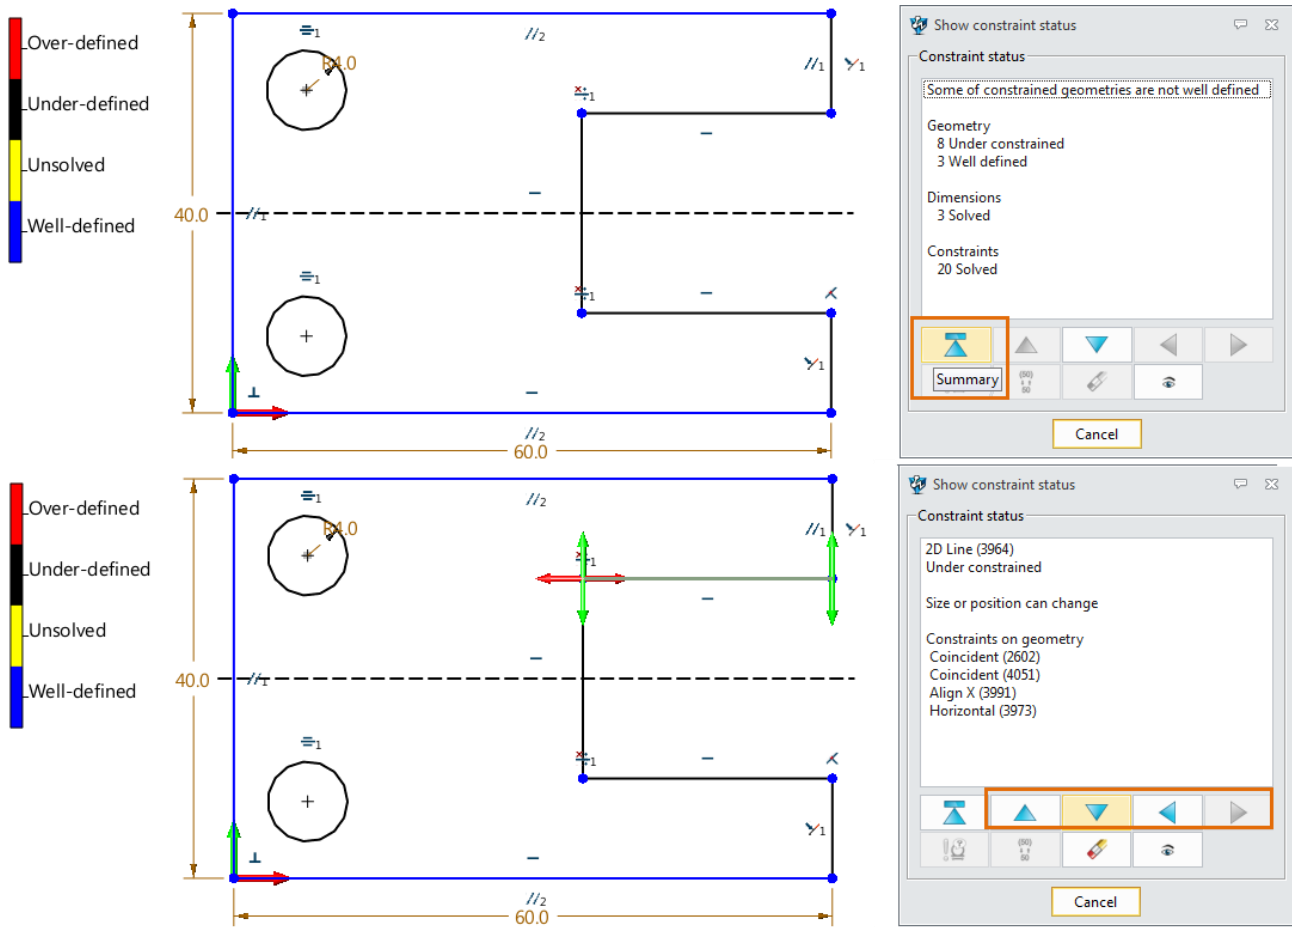 Over-defined
Under-defined
Unsolved
Well-defined
R4.0
40.0
60.0
Show constraint status
Constraint status
Some of constrained geometries are not well defined
Geometry
8 Under constrained
3 Well defined
Dimensions
3 Solved
Constraints
20 Solved
Summary
Cancel
Over-defined
Under-defined
Unsolved
Well-defined
R4.0
40.0
60.0
Show constraint status
Constraint status
2D Line (3964)
Under constrained
Size or position can change
Constraints on geometry
Coincident (2602)
Coincident (4051)
Align X (3991)
Horizontal (3973)
Cancel